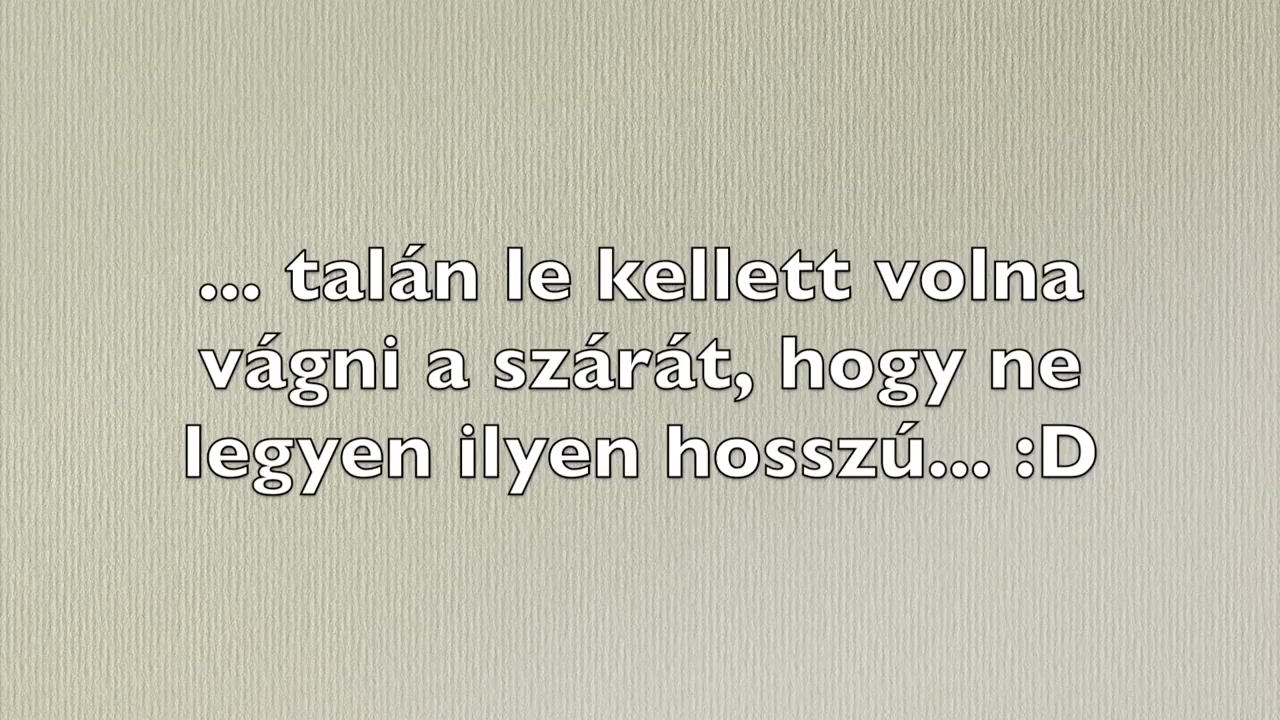 ... talán le kellett volna
vágni a szárát, hogy ne
legyen ilyen hosszú... :D